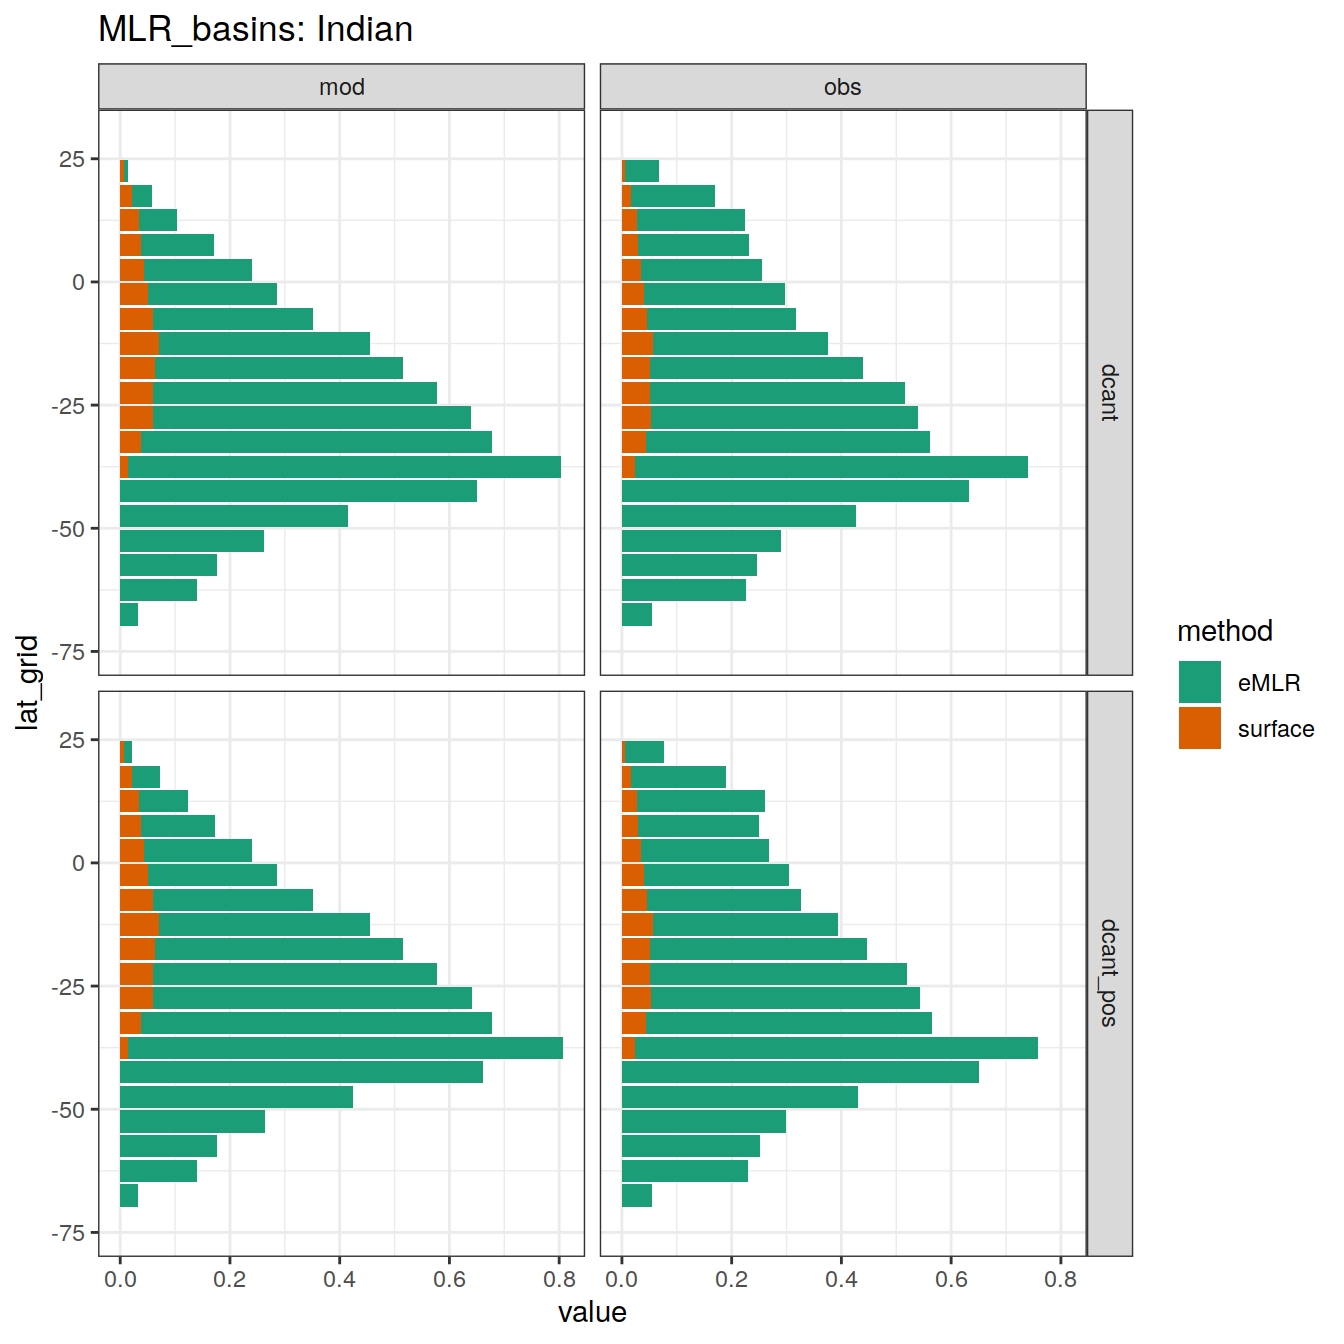 MLR_basins: Indian
mod
obs
25
0
-25
-50
-75
dcant
25
0
-25
-50
-75
dcant_pos
lat_grid
0.0 0.2 0.4 0.6 0.8
0.0 0.2 0.4 0.6 0.8
value
method
eMLR
surface